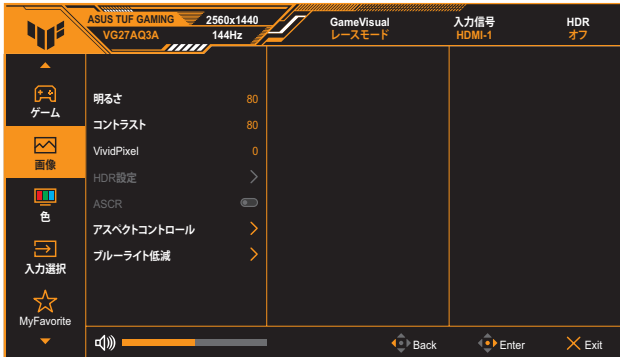 ASUS TUF GAMING 2560x1440
VG27AQ3A 144Hz
GameVisual
レースモード
入力信号
HDMI-1
HDR
オフ
ゲーム
画像
色
入力選択
MyFavorite
明るさ 80
コントラスト 80
VividPixel 0
HDR設定
ASCR
アスペクトコントロール
ブルーライト低減
Back
Enter
Exit